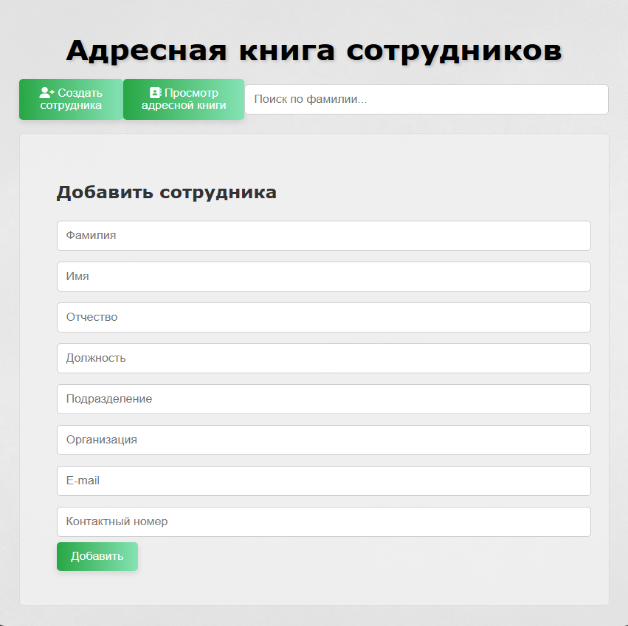 Адресная книга сотрудников
Создать
сотрудника
Просмотр
адресной книги
Поиск по фамилии...
Добавить сотрудника
Фамилия
Имя
Отчество
Должность
Подразделение
Организация
E-mail
Контактный номер
Добавить